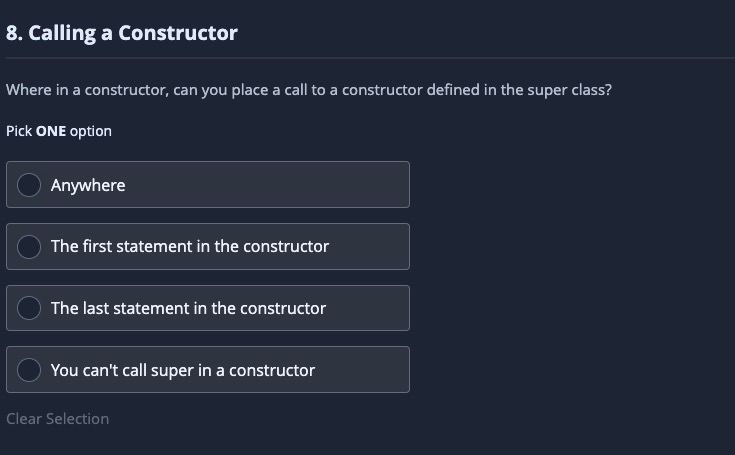 8. Calling a Constructor
Where in a constructor, can you place a call to a constructor defined in the super class?
Pick ONE option
Anywhere
The first statement in the constructor
The last statement in the constructor
You can't call super in a constructor
Clear Selection